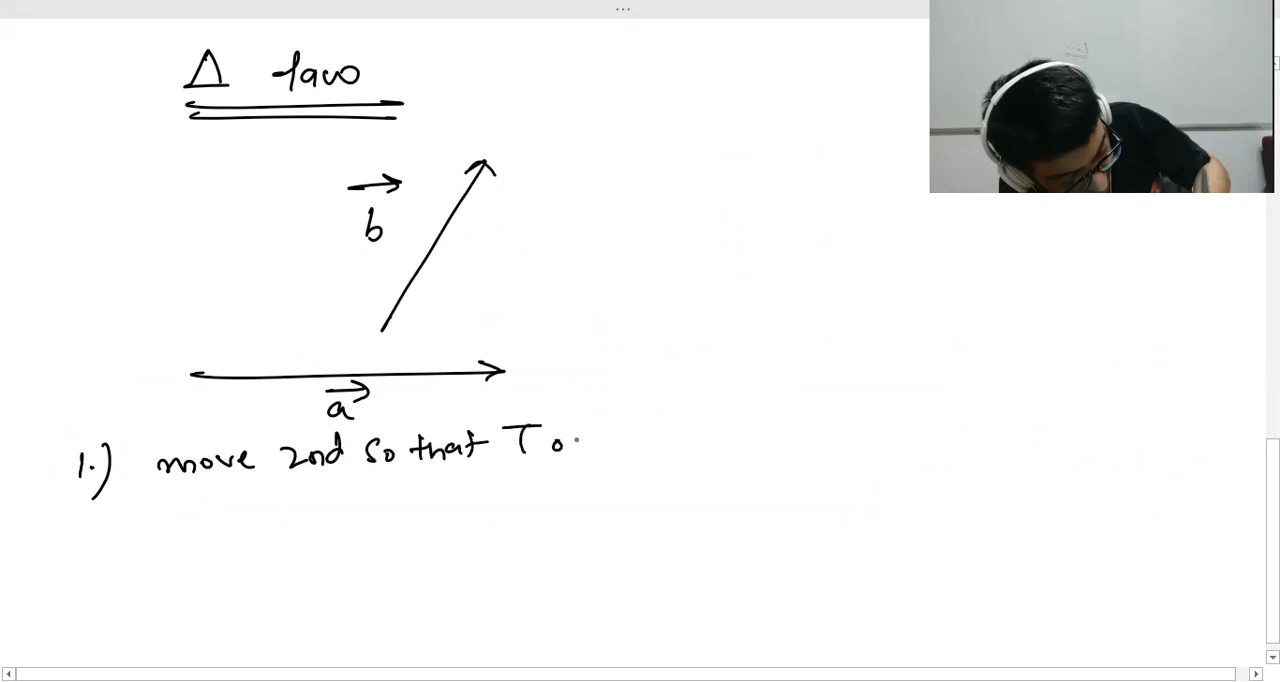 Δ law
b
a
1.) move 2nd so that T o